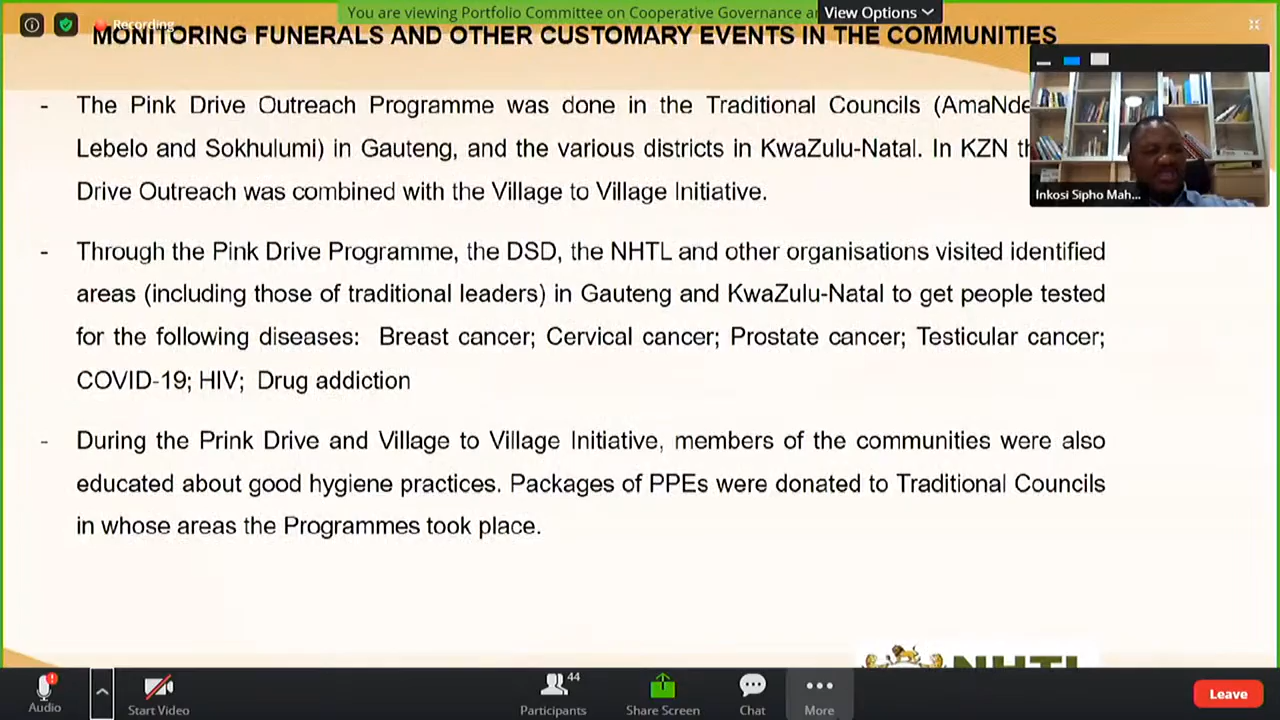 Recording
You are viewing Portfolio Committee on Cooperative Governance
View Options
MONITORING FUNERALS AND OTHER CUSTOMARY EVENTS IN THE COMMUNITIES
- The Pink Drive Outreach Programme was done in the Traditional Councils
Lebelo and Sokhulumi) in Gauteng, and the various districts in KwaZulu-Natal. In KZN
Drive Outreach was combined with the Village to Village Initiative.
Inkosi Sipho Mah...
- Through the Pink Drive Programme, the DSD, the NHTL and other organisations visited identified
areas (including those of traditional leaders) in Gauteng and KwaZulu-Natal to get people tested
for the following diseases: Breast cancer; Cervical cancer; Prostate cancer; Testicular cancer;
COVID-19; HIV; Drug addiction
- During the Prink Drive and Village to Village Initiative, members of the communities were also
educated about good hygiene practices. Packages of PPEs were donated to Traditional Councils
in whose areas the Programmes took place.
NHTL
44
Audio
Start Video
Participants
Share Screen
Chat
More
Leave